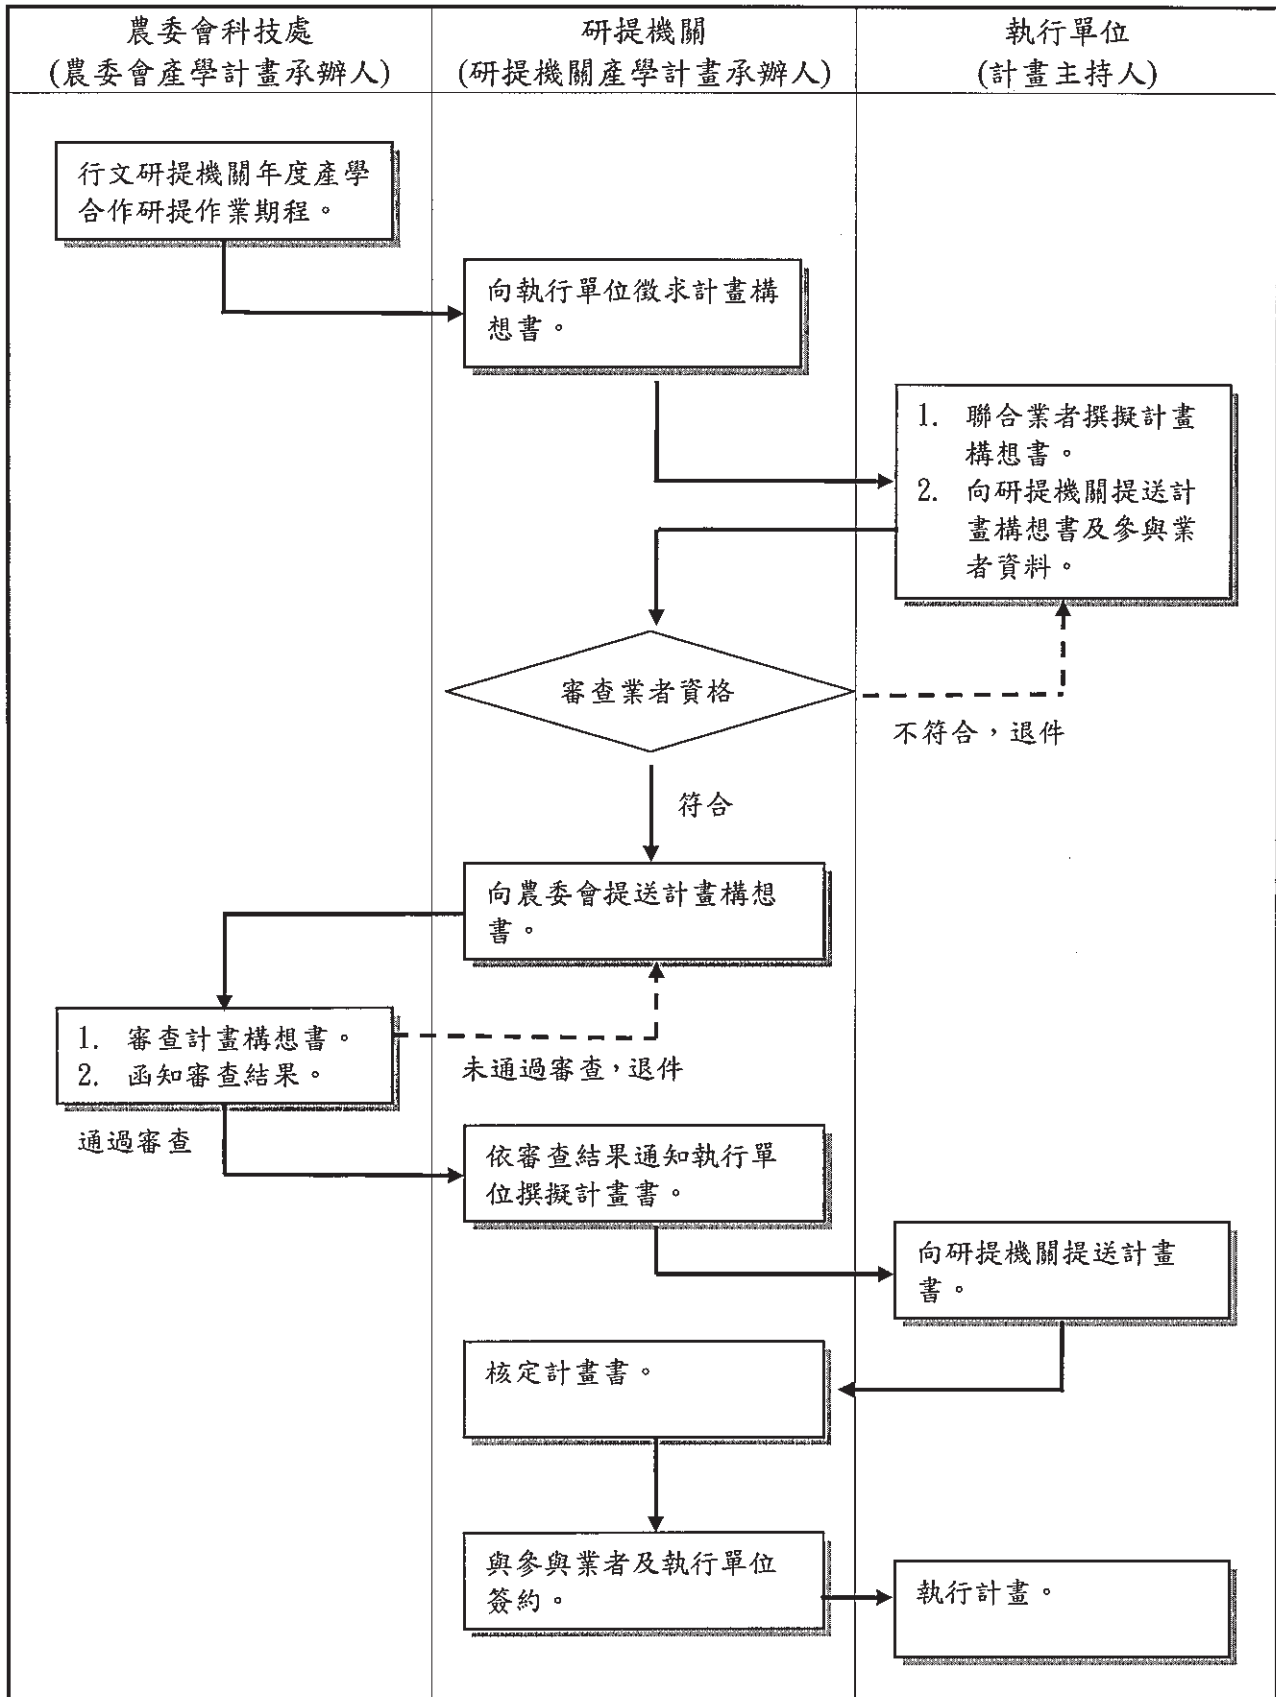 農委會科技處
(農委會產學計畫承辦人)
研提機關
(研提機關產學計畫承辦人)
執行單位
(計畫主持人)
行文研提機關年度產學
合作研提作業期程。
向執行單位徵求計畫構
想書。
1. 聯合業者撰擬計畫
構想書。
2. 向研提機關提送計
畫構想書及參與業
者資料。
審查業者資格
不符合，退件
符合
向農委會提送計畫構想
書。
1. 審查計畫構想書。
2. 函知審查結果。
未通過審查，退件
通過審查
依審查結果通知執行單
位撰擬計畫書。
向研提機關提送計畫
書。
核定計畫書。
與參與業者及執行單位
簽約。
執行計畫。